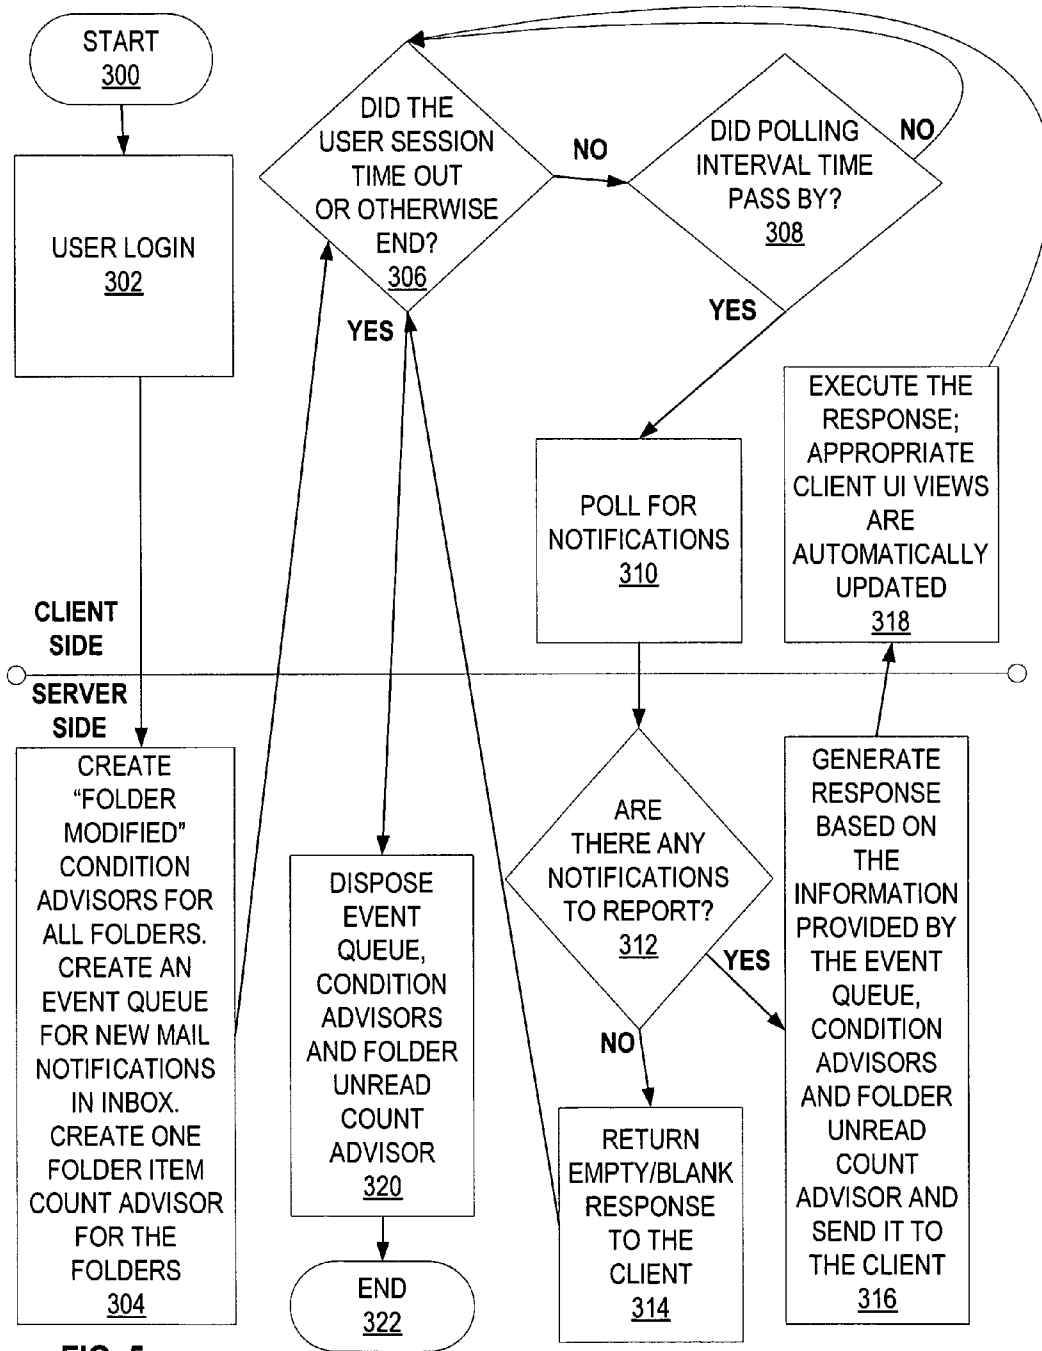 START
300
USER LOGIN
302
DID THE
USER SESSION
TIME OUT
OR OTHERWISE
END?
306
NO
YES
DID POLLING
INTERVAL TIME
PASS BY?
308
NO
YES
POLL FOR
NOTIFICATIONS
310
EXECUTE THE
RESPONSE;
APPROPRIATE
CLIENT UI VIEWS
ARE
AUTOMATICALLY
UPDATED
318
CLIENT
SIDE
SERVER
SIDE
CREATE
“FOLDER
MODIFIED”
CONDITION
ADVISORS FOR
ALL FOLDERS.
CREATE AN
EVENT QUEUE
FOR NEW MAIL
NOTIFICATIONS
IN INBOX.
CREATE ONE
FOLDER ITEM
COUNT ADVISOR
FOR THE
FOLDERS
304
DISPOSE
EVENT
QUEUE,
CONDITION
ADVISORS
AND FOLDER
UNREAD
COUNT
ADVISOR
320
END
322
ARE
THERE ANY
NOTIFICATIONS
TO REPORT?
312
YES
NO
RETURN
EMPTY/BLANK
RESPONSE
TO THE
CLIENT
314
GENERATE
RESPONSE
BASED ON
THE
INFORMATION
PROVIDED BY
THE EVENT
QUEUE,
CONDITION
ADVISORS
AND FOLDER
UNREAD
COUNT
ADVISOR AND
SEND IT TO
THE CLIENT
316
FIG. 5